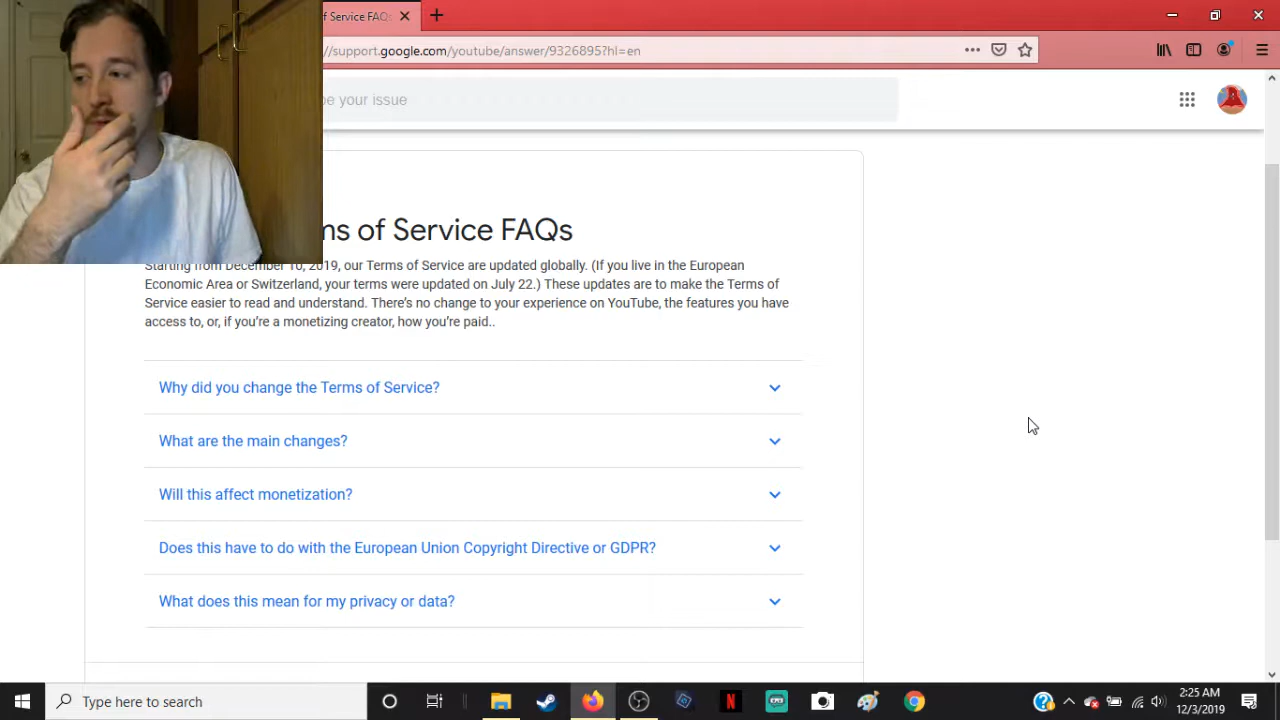 f Service FAQs
//support.google.com/youtube/answer/9326895?hl=en
be your issue
ms of Service FAQs
Starting from December 10, 2019, our Terms of Service are updated globally. (If you live in the European
Economic Area or Switzerland, your terms were updated on July 22.) These updates are to make the Terms of
Service easier to read and understand. There's no change to your experience on YouTube, the features you have
access to, or, if you're a monetizing creator, how you're paid..
Why did you change the Terms of Service?
What are the main changes?
Will this affect monetization?
Does this have to do with the European Union Copyright Directive or GDPR?
What does this mean for my privacy or data?
Type here to search
N
2:25 AM
12/3/2019